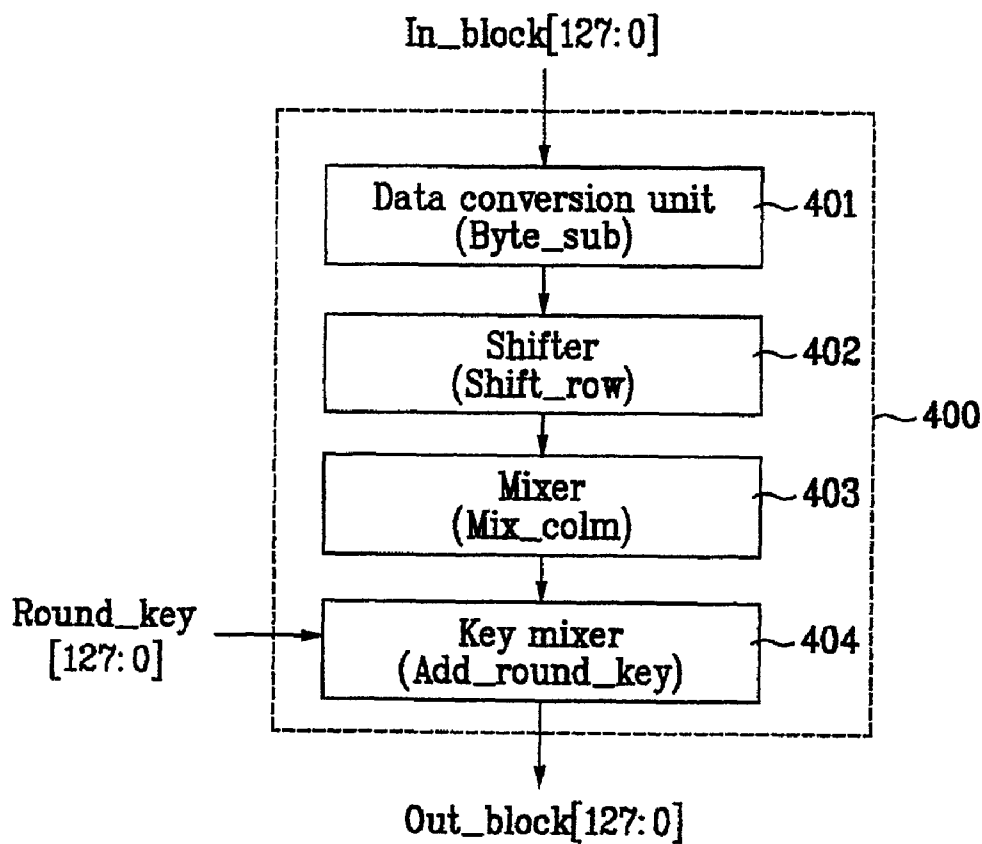 In_block[127:0]
Data conversion unit
(Byte_sub)
401
Shifter
(Shift_row)
402
400
Mixer
(Mix_colm)
403
Round_key
[127:0]
Key mixer
(Add_round_key)
404
Out_block[127:0]